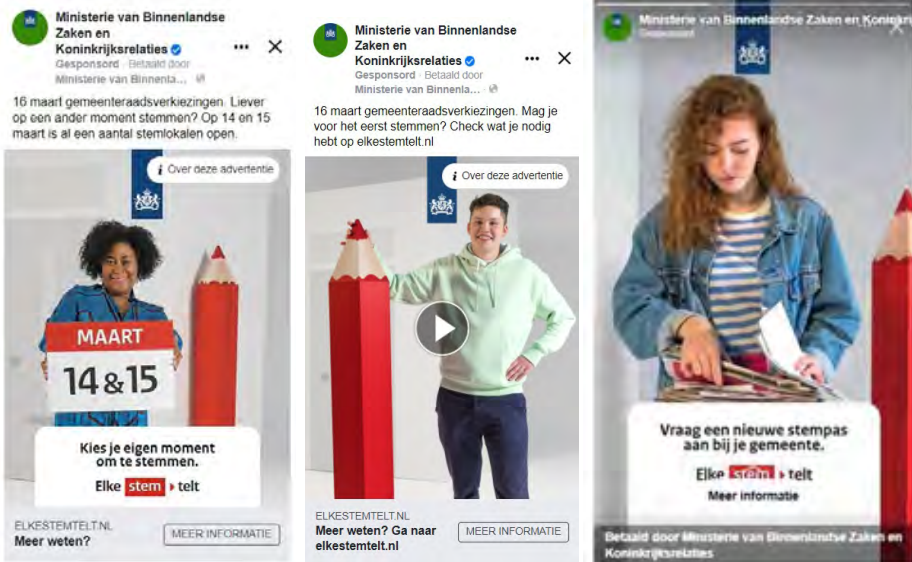 Ministerie van Binnenlandse
Zaken en
Koninkrijksrelaties
Gesponsord · Betaald door
Ministerie van Binnenla...
16 maart gemeenteraadsverkiezingen. Liever
op een ander moment stemmen? Op 14 en 15
maart is al een aantal stemlokalen open.
i Over deze advertentie
MAART
14 & 15
Kies je eigen moment
om te stemmen.
Elke stem telt
ELKESTEMTELT.NL
Meer weten?
MEER INFORMATIE
Ministerie van Binnenlandse
Zaken en
Koninkrijksrelaties
Gesponsord · Betaald door
Ministerie van Binnenla...
16 maart gemeenteraadsverkiezingen. Mag je
voor het eerst stemmen? Check wat je nodig
hebt op elkestemtelt.nl
i Over deze advertentie
ELKESTEMTELT.NL
Meer weten? Ga naar
elkestemtelt.nl
MEER INFORMATIE
Ministerie van Binnenlandse Zaken en Koninkri
Gesponsord
Vraag een nieuwe stempas
aan bij je gemeente.
Elke stem telt
Meer informatie
Betaald door Ministerie van Binnenlandse Zaken en
Koninkrijksrelaties